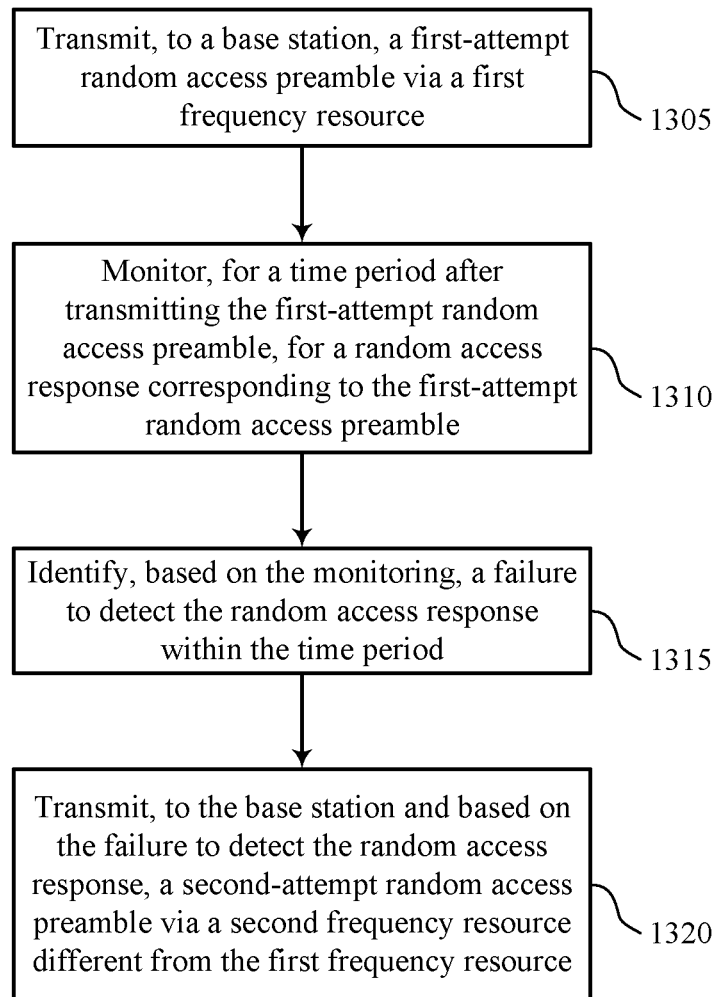 Transmit, to a base station, a first-attempt
random access preamble via a first
frequency resource
1305
Monitor, for a time period after
transmitting the first-attempt random
access preamble, for a random access
response corresponding to the first-attempt
random access preamble
1310
Identify, based on the monitoring, a failure
to detect the random access response
within the time period
1315
Transmit, to the base station and based on
the failure to detect the random access
response, a second-attempt random access
preamble via a second frequency resource
different from the first frequency resource
1320